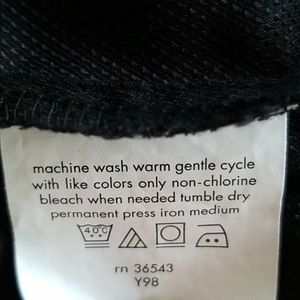 machine wash warm gentle cycle
with like colors only non-chlorine
bleach when needed tumble dry
permanent press iron medium
40°C
rn 36543
Y98